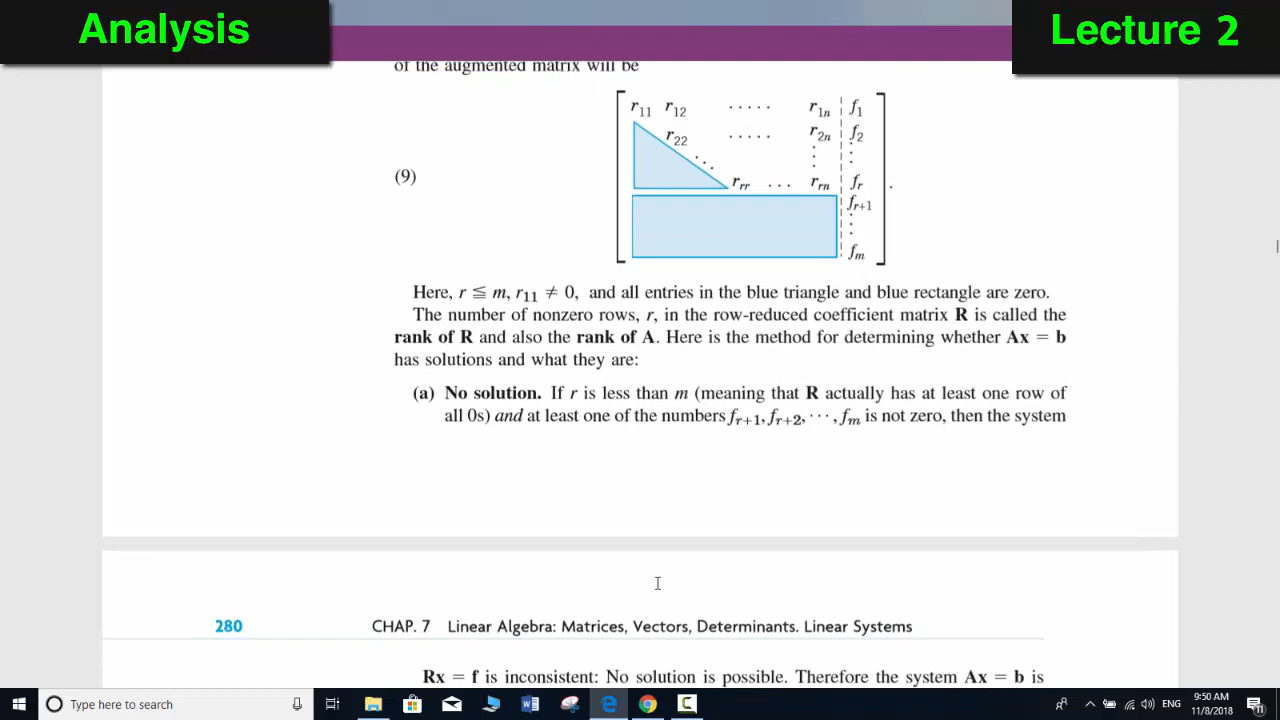 Analysis
Lecture 2
of the augmented matrix will be
r11 r12 ····· r1n f1
r22 ····· r2n f2
⋱ ⋮ ⋮
(9)
rrr ··· rrn fr .
fr+1
⋮
fm
Here, r ≦ m, r11 ≠ 0, and all entries in the blue triangle and blue rectangle are zero.
The number of nonzero rows, r, in the row-reduced coefficient matrix R is called the
rank of R and also the rank of A. Here is the method for determining whether Ax = b
has solutions and what they are:
(a) No solution. If r is less than m (meaning that R actually has at least one row of
all 0s) and at least one of the numbers fr+1, fr+2, ···, fm is not zero, then the system
280 CHAP. 7 Linear Algebra: Matrices, Vectors, Determinants. Linear Systems
Rx = f is inconsistent: No solution is possible. Therefore the system Ax = b is
Type here to search
ENG
9:50 AM
11/8/2018
11